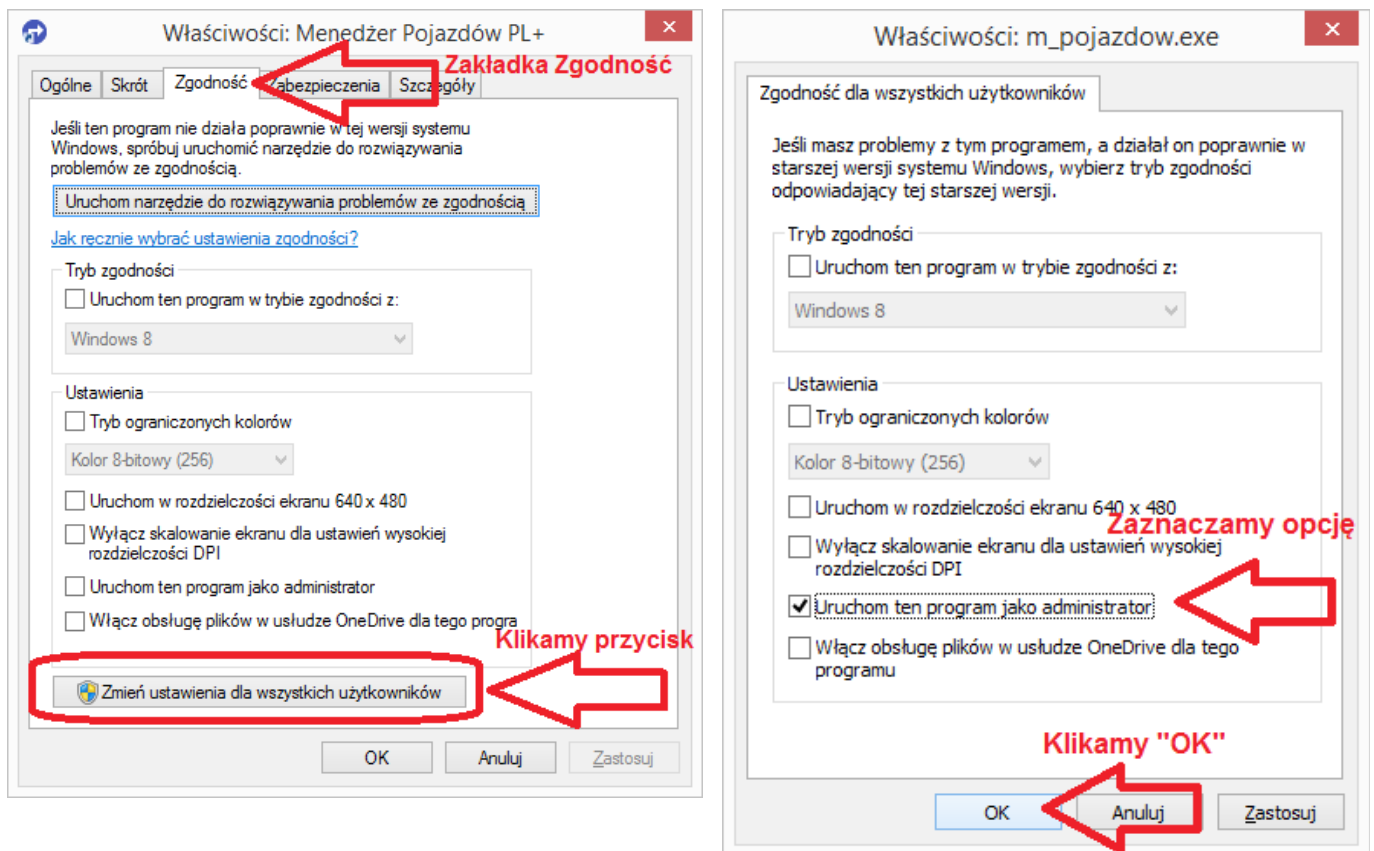 Właściwości: Menedżer Pojazdów PL+
Zakładka Zgodność
Ogólne Skrót Zgodność Zabezpieczenia Szczegóły
Jeśli ten program nie działa poprawnie w tej wersji systemu
Windows, spróbuj uruchomić narzędzie do rozwiązywania
problemów ze zgodnością.
Uruchom narzędzie do rozwiązywania problemów ze zgodnością
Jak ręcznie wybrać ustawienia zgodności?
Tryb zgodności
Uruchom ten program w trybie zgodności z:
Windows 8
Ustawienia
Tryb ograniczonych kolorów
Kolor 8-bitowy (256)
Uruchom w rozdzielczości ekranu 640 x 480
Wyłącz skalowanie ekranu dla ustawień wysokiej
rozdzielczości DPI
Uruchom ten program jako administrator
Włącz obsługę plików w usłudze OneDrive dla tego progra
Klikamy przycisk
Zmień ustawienia dla wszystkich użytkowników
OK Anuluj Zastosuj
Właściwości: m_pojazdow.exe
Zgodność dla wszystkich użytkowników
Jeśli masz problemy z tym programem, a działał on poprawnie w
starszej wersji systemu Windows, wybierz tryb zgodności
odpowiadający tej starszej wersji.
Tryb zgodności
Uruchom ten program w trybie zgodności z:
Windows 8
Ustawienia
Tryb ograniczonych kolorów
Kolor 8-bitowy (256)
Uruchom w rozdzielczości ekranu 640 x 480
Zaznaczamy opcję
Wyłącz skalowanie ekranu dla ustawień wysokiej
rozdzielczości DPI
Uruchom ten program jako administrator
Włącz obsługę plików w usłudze OneDrive dla tego
programu
Klikamy "OK"
OK Anuluj Zastosuj